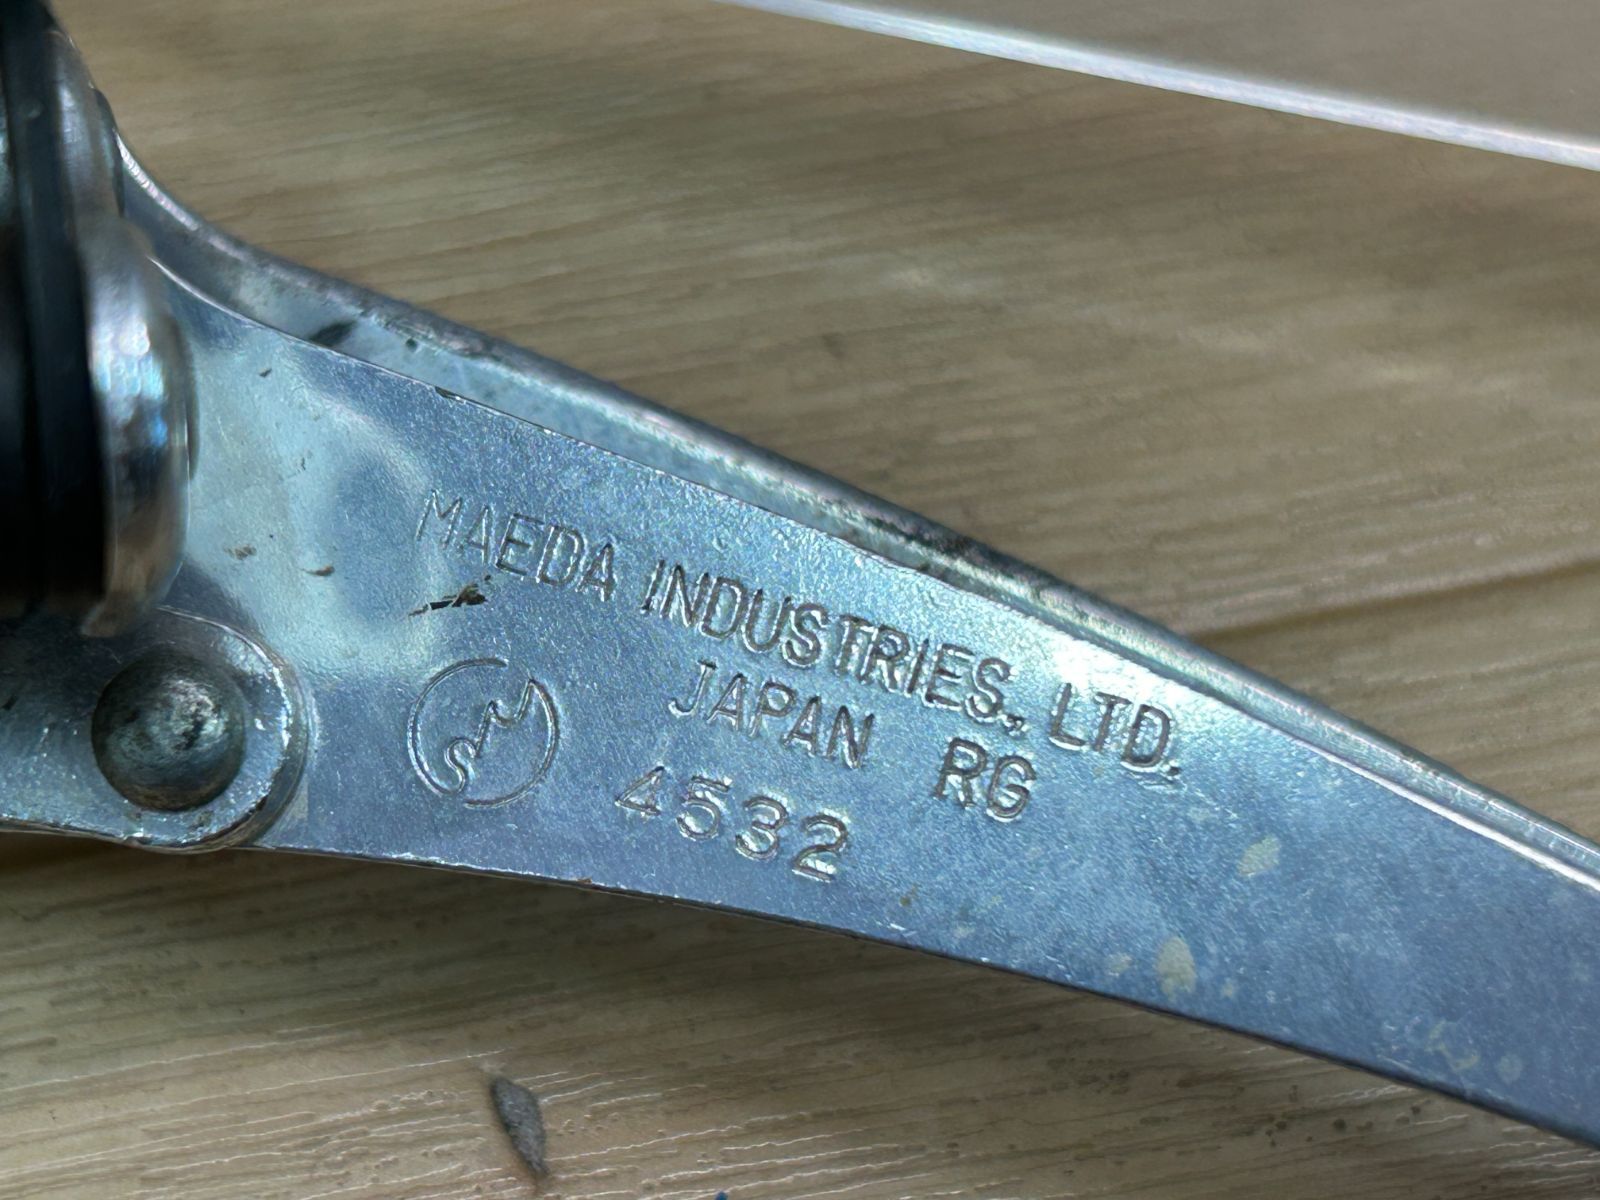 MAEDA INDUSTRIES, LTD.
JAPAN RG
4532